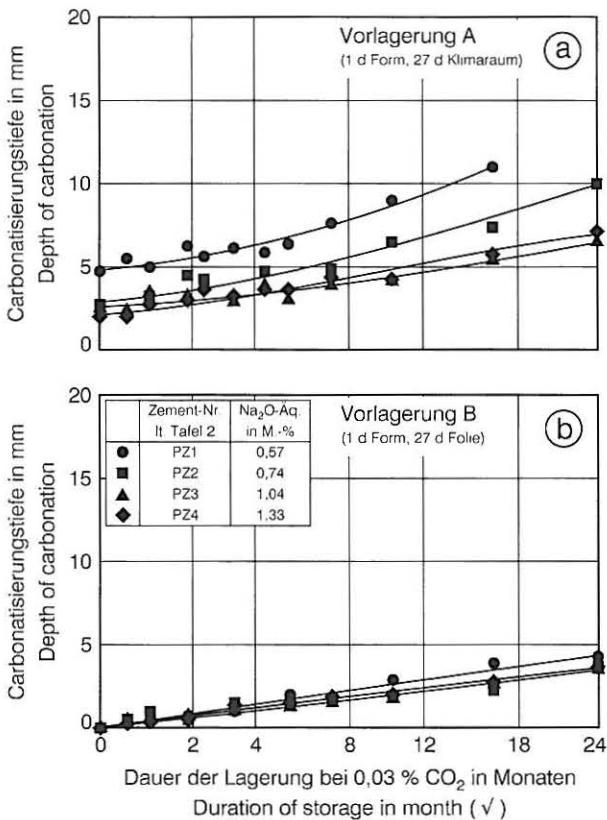 20
15
10
5
0
Carbonatisierungstiefe in mm
Depth of carbonation
Vorlagerung A
(1 d Form, 27 d Klimaraum)
a
20
15
10
5
0
Carbonatisierungstiefe in mm
Depth of carbonation
Zement-Nr. Na₂O-Äq.
lt. Tafel 2 in M.-%
PZ1 0,57
PZ2 0,74
PZ3 1,04
PZ4 1,33
Vorlagerung B
(1 d Form, 27 d Folie)
b
0 2 4 8 12 18 24
Dauer der Lagerung bei 0,03 % CO₂ in Monaten
Duration of storage in month (√)